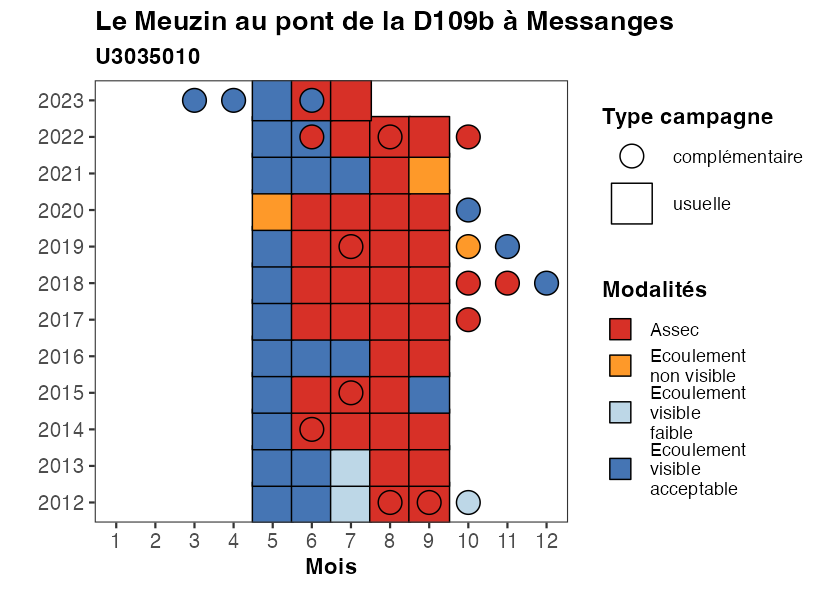 Le Meuzin au pont de la D109b à Messanges
U3035010
2023
2022
2021
2020
2019
2018
2017
2016
2015
2014
2013
2012
1 2 3 4 5 6 7 8 9 10 11 12
Mois
Type campagne
complémentaire
usuelle
Modalités
Assec
Ecoulement
non visible
Ecoulement
visible
faible
Ecoulement
visible
acceptable